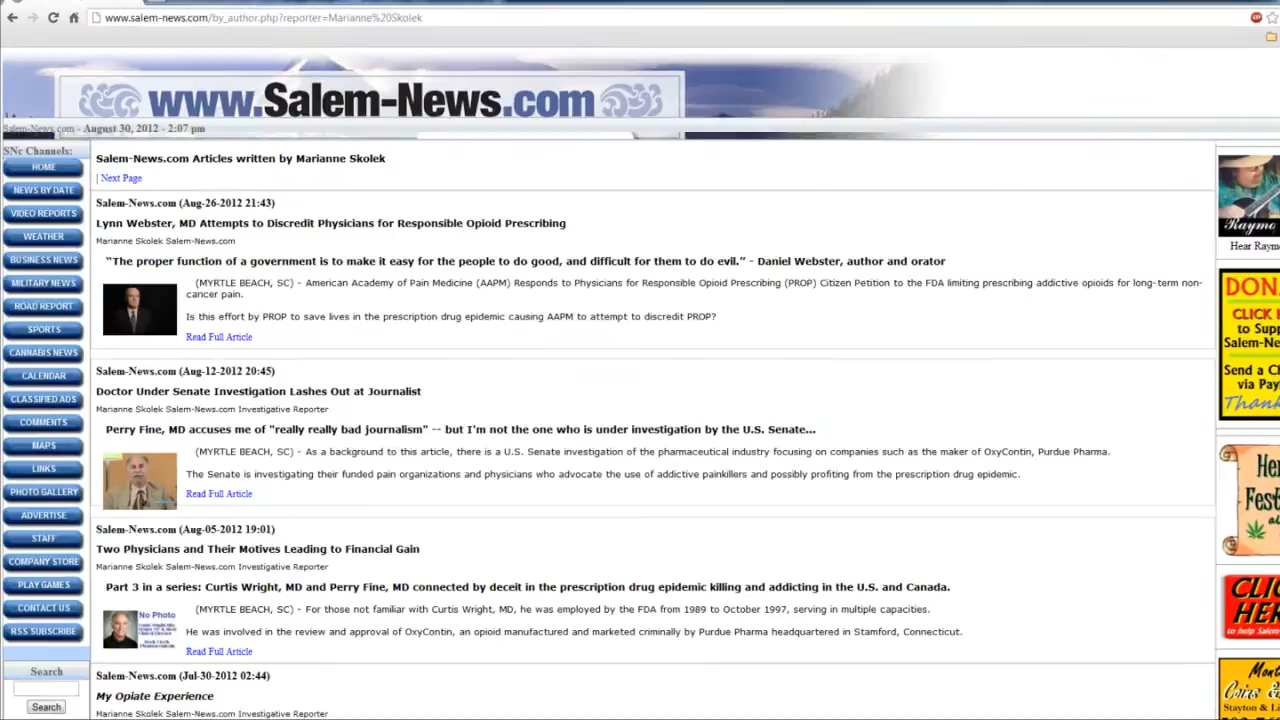 www.salem-news.com/by_author.php?reporter=Marianne%20Skolek
www.Salem-News.com
Salem-News.com - August 30, 2012 - 2:07 pm
SNc Channels:
HOME
NEWS BY DATE
VIDEO REPORTS
WEATHER
BUSINESS NEWS
MILITARY NEWS
ROAD REPORT
SPORTS
CANNABIS NEWS
CALENDAR
CLASSIFIED ADS
COMMENTS
MAPS
LINKS
PHOTO GALLERY
ADVERTISE
STAFF
COMPANY STORE
PLAY GAMES
CONTACT US
RSS SUBSCRIBE
Search
Search
Salem-News.com Articles written by Marianne Skolek
| Next Page
Salem-News.com (Aug-26-2012 21:43)
Lynn Webster, MD Attempts to Discredit Physicians for Responsible Opioid Prescribing
Marianne Skolek Salem-News.com
“The proper function of a government is to make it easy for the people to do good, and difficult for them to do evil.” - Daniel Webster, author and orator
(MYRTLE BEACH, SC) - American Academy of Pain Medicine (AAPM) Responds to Physicians for Responsible Opioid Prescribing (PROP) Citizen Petition to the FDA limiting prescribing addictive opioids for long-term non-
cancer pain.
Is this effort by PROP to save lives in the prescription drug epidemic causing AAPM to attempt to discredit PROP?
Read Full Article
Salem-News.com (Aug-12-2012 20:45)
Doctor Under Senate Investigation Lashes Out at Journalist
Marianne Skolek Salem-News.com Investigative Reporter
Perry Fine, MD accuses me of "really really bad journalism" -- but I'm not the one who is under investigation by the U.S. Senate...
(MYRTLE BEACH, SC) - As a background to this article, there is a U.S. Senate investigation of the pharmaceutical industry focusing on companies such as the maker of OxyContin, Purdue Pharma.
The Senate is investigating their funded pain organizations and physicians who advocate the use of addictive painkillers and possibly profiting from the prescription drug epidemic.
Read Full Article
Salem-News.com (Aug-05-2012 19:01)
Two Physicians and Their Motives Leading to Financial Gain
Marianne Skolek Salem-News.com Investigative Reporter
Part 3 in a series: Curtis Wright, MD and Perry Fine, MD connected by deceit in the prescription drug epidemic killing and addicting in the U.S. and Canada.
No Photo
(MYRTLE BEACH, SC) - For those not familiar with Curtis Wright, MD, he was employed by the FDA from 1989 to October 1997, serving in multiple capacities.
He was involved in the review and approval of OxyContin, an opioid manufactured and marketed criminally by Purdue Pharma headquartered in Stamford, Connecticut.
Read Full Article
Salem-News.com (Jul-30-2012 02:44)
My Opiate Experience
Marianne Skolek Salem-News.com Investigative Reporter
Raymo
Hear Raym
DON
CLICK
to Supp
Salem-Ne
Send a C
via Pay
Thank
He
Fest
CLI
HER
to help Salem
Mon
Coins &
Stayton & L